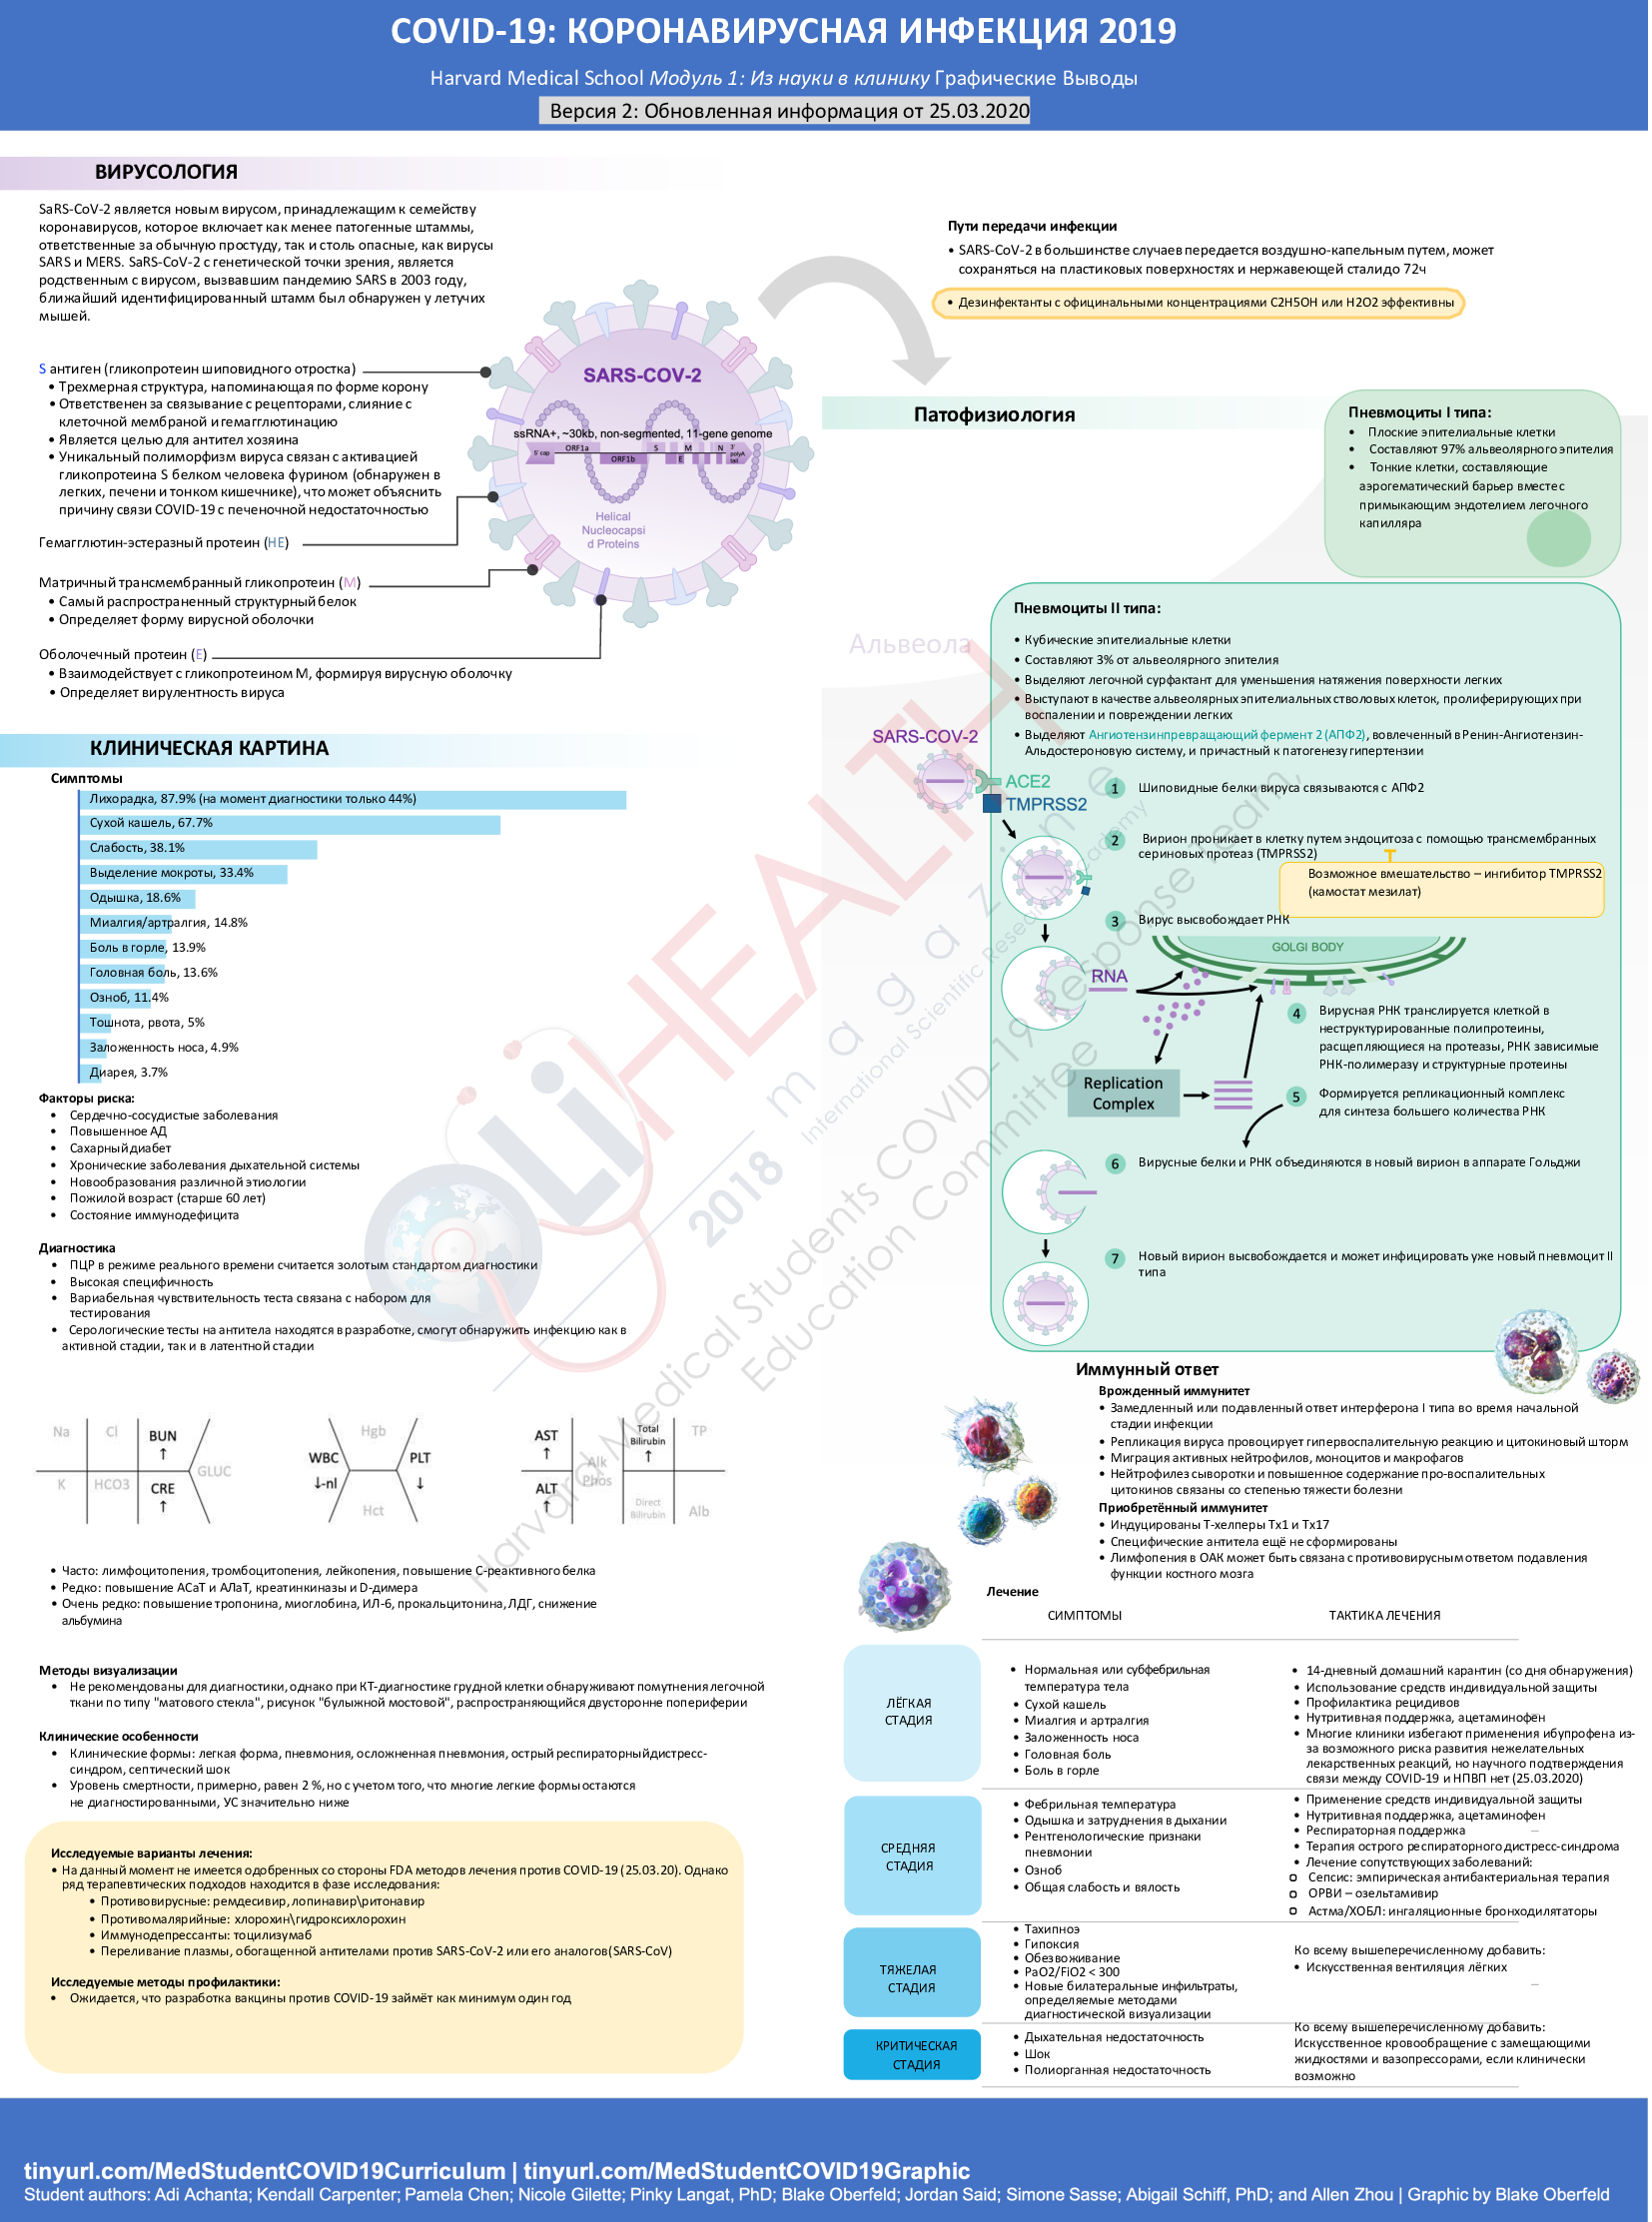 COVID-19: КОРОНАВИРУСНАЯ ИНФЕКЦИЯ 2019
Harvard Medical School Модуль 1: Из науки в клинику Графические Выводы
Версия 2: Обновленная информация от 25.03.2020
ВИРУСОЛОГИЯ
SaRS-CoV-2 является новым вирусом, принадлежащим к семейству
коронавирусов, которое включает как менее патогенные штаммы,
ответственные за обычную простуду, так и столь опасные, как вирусы
SARS и MERS. SaRS-CoV-2 с генетической точки зрения, является
родственным с вирусом, вызвавшим пандемию SARS в 2003 году,
ближайший идентифицированный штамм был обнаружен у летучих
мышей.
S антиген (гликопротеин шиповидного отростка)
• Трехмерная структура, напоминающая по форме корону
• Ответственен за связывание с рецепторами, слияние с
клеточной мембраной и гемагглютинацию
• Является целью для антител хозяина
• Уникальный полиморфизм вируса связан с активацией
гликопротеина S белком человека фурином (обнаружен в
легких, печени и тонком кишечнике), что может объяснить
причину связи COVID-19 с печеночной недостаточностью
Гемагглютин-эстеразный протеин (HE)
Матричный трансмембранный гликопротеин (M)
• Самый распространенный структурный белок
• Определяет форму вирусной оболочки
Оболочечный протеин (E)
• Взаимодействует с гликопротеином М, формируя вирусную оболочку
• Определяет вирулентность вируса
SARS-COV-2
ssRNA+, ~30kb, non-segmented, 11-gene genome
5' cap
ORF1a
ORF1b
S
E
M
N
3'
polyA
tail
Helical
Nucleocapsi
d Proteins
Пути передачи инфекции
• SARS-CoV-2 в большинстве случаев передается воздушно-капельным путем, может
сохраняться на пластиковых поверхностях и нержавеющей сталидо 72ч
• Дезинфектанты с официнальными концентрациями C2H5OH или H2O2 эффективны
Патофизиология
Пневмоциты I типа:
• Плоские эпителиальные клетки
• Составляют 97% альвеолярного эпителия
• Тонкие клетки, составляющие
аэрогематический барьер вместе с
примыкающим эндотелием легочного
капилляра
Альвеола
Пневмоциты II типа:
• Кубические эпителиальные клетки
• Составляют 3% от альвеолярного эпителия
• Выделяют легочной сурфактант для уменьшения натяжения поверхности легких
• Выступают в качестве альвеолярных эпителиальных стволовых клеток, пролиферирующих при
воспалении и повреждении легких
• Выделяют Ангиотензинпревращающий фермент 2 (АПФ2), вовлеченный в Ренин-Ангиотензин-
Альдостероновую систему, и причастный к патогенезу гипертензии
SARS-COV-2
ACE2
TMPRSS2
1 Шиповидные белки вируса связываются с АПФ2
2 Вирион проникает в клетку путем эндоцитоза с помощью трансмембранных
сериновых протеаз (TMPRSS2)
Возможное вмешательство – ингибитор TMPRSS2
(камостат мезилат)
3 Вирус высвобождает РНК
GOLGI BODY
RNA
4 Вирусная РНК транслируется клеткой в
неструктурированные полипротеины,
расщепляющиеся на протеазы, РНК зависимые
РНК-полимеразу и структурные протеины
Replication
Complex
5 Формируется репликационный комплекс
для синтеза большего количества РНК
6 Вирусные белки и РНК объединяются в новый вирион в аппарате Гольджи
7 Новый вирион высвобождается и может инфицировать уже новый пневмоцит II
типа
КЛИНИЧЕСКАЯ КАРТИНА
Симптомы
Лихорадка, 87.9% (на момент диагностики только 44%)
Сухой кашель, 67.7%
Слабость, 38.1%
Выделение мокроты, 33.4%
Одышка, 18.6%
Миалгия/артралгия, 14.8%
Боль в горле, 13.9%
Головная боль, 13.6%
Озноб, 11.4%
Тошнота, рвота, 5%
Заложенность носа, 4.9%
Диарея, 3.7%
Факторы риска:
• Сердечно-сосудистые заболевания
• Повышенное АД
• Сахарный диабет
• Хронические заболевания дыхательной системы
• Новообразования различной этиологии
• Пожилой возраст (старше 60 лет)
• Состояние иммунодефицита
Диагностика
• ПЦР в режиме реального времени считается золотым стандартом диагностики
• Высокая специфичность
• Вариабельная чувствительность теста связана с набором для
тестирования
• Серологические тесты на антитела находятся в разработке, смогут обнаружить инфекцию как в
активной стадии, так и в латентной стадии
Na Cl BUN ↑
K HCO3 CRE ↑ GLUC
WBC ↓-nl Hgb PLT ↓
Hct
AST ↑ Alk Phos Total Bilirubin ↑ TP
ALT ↑ Direct Bilirubin Alb
• Часто: лимфоцитопения, тромбоцитопения, лейкопения, повышение С-реактивного белка
• Редко: повышение АСаТ и АЛаТ, креатинкиназы и D-димера
• Очень редко: повышение тропонина, миоглобина, ИЛ-6, прокальцитонина, ЛДГ, снижение
альбумина
Методы визуализации
• Не рекомендованы для диагностики, однако при КТ-диагностике грудной клетки обнаруживают помутнения легочной
ткани по типу "матового стекла", рисунок "булыжной мостовой", распространяющийся двусторонне попериферии
Клинические особенности
• Клинические формы: легкая форма, пневмония, осложненная пневмония, острый респираторный дистресс-
синдром, септический шок
• Уровень смертности, примерно, равен 2 %, но с учетом того, что многие легкие формы остаются
не диагностированными, УС значительно ниже
Исследуемые варианты лечения:
• На данный момент не имеется одобренных со стороны FDA методов лечения против COVID-19 (25.03.20). Однако
ряд терапевтических подходов находится в фазе исследования:
• Противовирусные: ремдесивир, лопинавир\ритонавир
• Противомалярийные: хлорохин\гидроксихлорохин
• Иммунодепрессанты: тоцилизумаб
• Переливание плазмы, обогащенной антителами против SARS-CoV-2 или его аналогов(SARS-CoV)
Исследуемые методы профилактики:
• Ожидается, что разработка вакцины против COVID-19 займёт как минимум один год
Иммунный ответ
Врожденный иммунитет
• Замедленный или подавленный ответ интерферона I типа во время начальной
стадии инфекции
• Репликация вируса провоцирует гипервоспалительную реакцию и цитокиновый шторм
• Миграция активных нейтрофилов, моноцитов и макрофагов
• Нейтрофилез сыворотки и повышенное содержание про-воспалительных
цитокинов связаны со степенью тяжести болезни
Приобретённый иммунитет
• Индуцированы Т-хелперы Тх1 и Тх17
• Специфические антитела ещё не сформированы
• Лимфопения в ОАК может быть связана с противовирусным ответом подавления
функции костного мозга
Лечение
СИМПТОМЫ ТАКТИКА ЛЕЧЕНИЯ
ЛЁГКАЯ
СТАДИЯ
• Нормальная или субфебрильная
температура тела
• Сухой кашель
• Миалгия и артралгия
• Заложенность носа
• Головная боль
• Боль в горле
• 14-дневный домашний карантин (со дня обнаружения)
• Использование средств индивидуальной защиты
• Профилактика рецидивов
• Нутритивная поддержка, ацетаминофен
• Многие клиники избегают применения ибупрофена из-
за возможного риска развития нежелательных
лекарственных реакций, но научного подтверждения
связи между COVID-19 и НПВП нет (25.03.2020)
СРЕДНЯЯ
СТАДИЯ
• Фебрильная температура
• Одышка и затруднения в дыхании
• Рентгенологические признаки
пневмонии
• Озноб
• Общая слабость и вялость
• Применение средств индивидуальной защиты
• Нутритивная поддержка, ацетаминофен
• Респираторная поддержка
• Терапия острого респираторного дистресс-синдрома
• Лечение сопутствующих заболеваний:
o Сепсис: эмпирическая антибактериальная терапия
o ОРВИ – озельтамивир
o Астма/ХОБЛ: ингаляционные бронходилятаторы
ТЯЖЕЛАЯ
СТАДИЯ
• Тахипноэ
• Гипоксия
• Обезвоживание
• PaO2/FiO2 < 300
• Новые билатеральные инфильтраты,
определяемые методами
диагностической визуализации
Ко всему вышеперечисленному добавить:
• Искусственная вентиляция лёгких
КРИТИЧЕСКАЯ
СТАДИЯ
• Дыхательная недостаточность
• Шок
• Полиорганная недостаточность
Ко всему вышеперечисленному добавить:
Искусственное кровообращение с замещающими
жидкостями и вазопрессорами, если клинически
возможно
OLiHEALTH
magazine
2018
International Scientific Research Academy
Harvard Medical Students COVID-19 Response Team,
Education Committee
tinyurl.com/MedStudentCOVID19Curriculum | tinyurl.com/MedStudentCOVID19Graphic
Student authors: Adi Achanta; Kendall Carpenter; Pamela Chen; Nicole Gilette; Pinky Langat, PhD; Blake Oberfeld; Jordan Said; Simone Sasse; Abigail Schiff, PhD; and Allen Zhou | Graphic by Blake Oberfeld